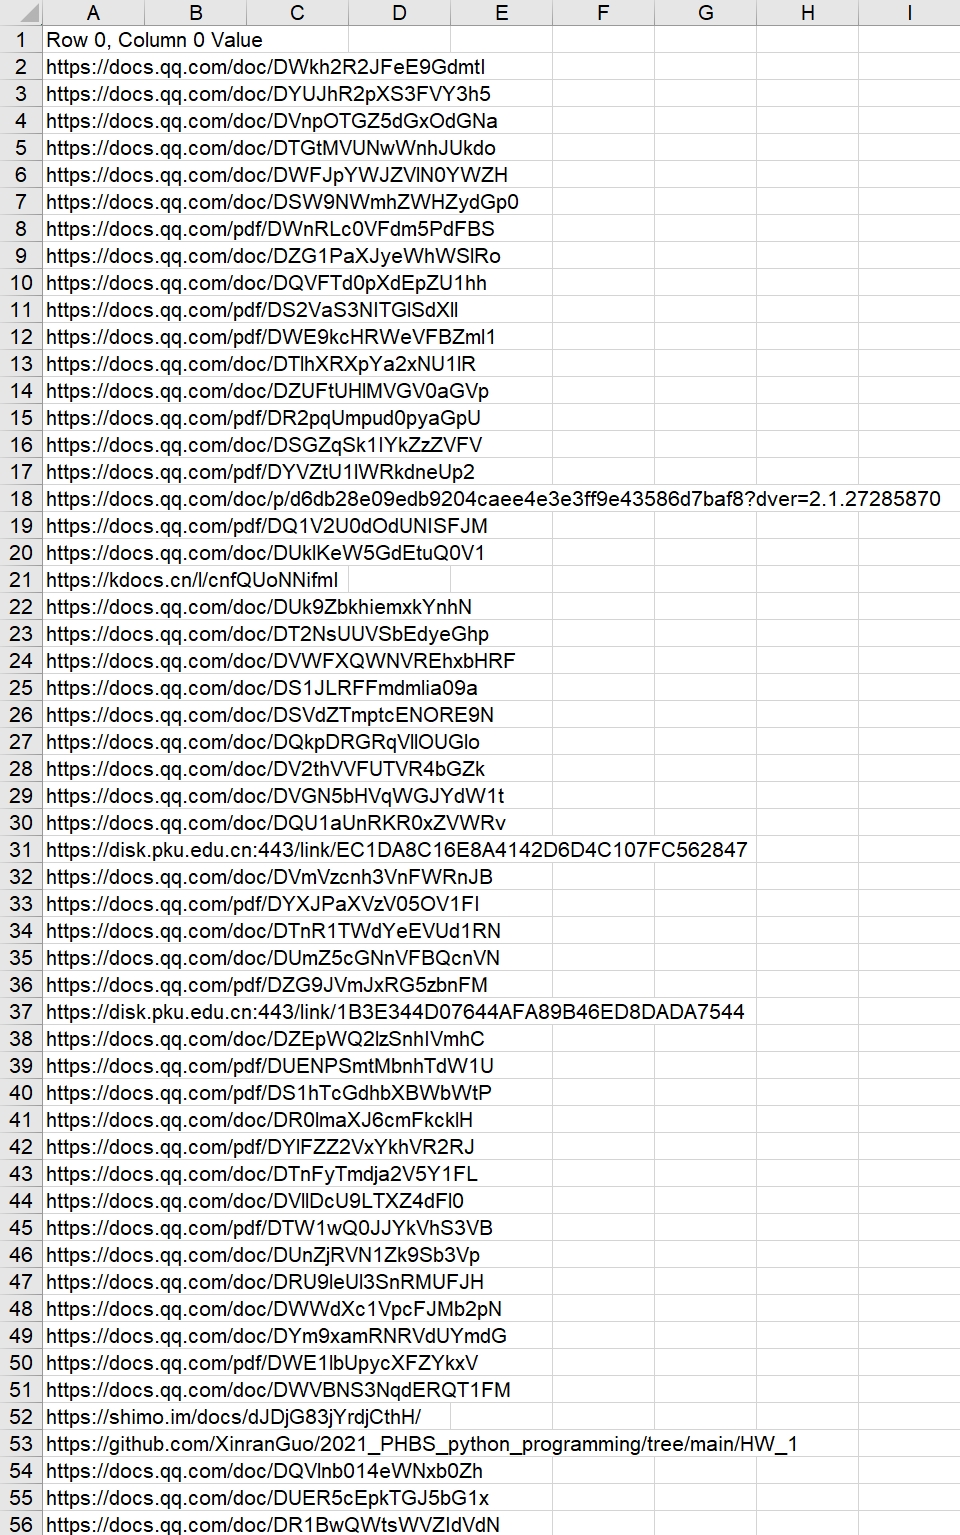 A B C D E F G H I
1 Row 0, Column 0 Value
2 https://docs.qq.com/doc/DWkh2R2JFeE9Gdmtl
3 https://docs.qq.com/doc/DYUJhR2pXS3FVY3h5
4 https://docs.qq.com/doc/DVnpOTGZ5dGxOdGNa
5 https://docs.qq.com/doc/DTGtMVUNwWnhJUkdo
6 https://docs.qq.com/doc/DWFJpYWJZVlN0YWZH
7 https://docs.qq.com/doc/DSW9NWmhZWHZydGp0
8 https://docs.qq.com/pdf/DWnRLc0VFdm5PdFBS
9 https://docs.qq.com/doc/DZG1PaXJyeWhWSlRo
10 https://docs.qq.com/doc/DQVFTd0pXdEpZU1hh
11 https://docs.qq.com/pdf/DS2VaS3NITGlSdXll
12 https://docs.qq.com/pdf/DWE9kcHRWeVFBZml1
13 https://docs.qq.com/doc/DTlhXRXpYa2xNU1lR
14 https://docs.qq.com/doc/DZUFtUHlMVGV0aGVp
15 https://docs.qq.com/pdf/DR2pqUmpud0pyaGpU
16 https://docs.qq.com/doc/DSGZqSk1IYkZzZVFV
17 https://docs.qq.com/pdf/DYVZtU1lWRkdneUp2
18 https://docs.qq.com/doc/p/d6db28e09edb9204caee4e3e3ff9e43586d7baf8?dver=2.1.27285870
19 https://docs.qq.com/pdf/DQ1V2U0dOdUNISFJM
20 https://docs.qq.com/doc/DUklKeW5GdEtuQ0V1
21 https://kdocs.cn/l/cnfQUoNNifml
22 https://docs.qq.com/doc/DUk9ZbkhiemxkYnhN
23 https://docs.qq.com/doc/DT2NsUUVSbEdyeGhp
24 https://docs.qq.com/doc/DVWFXQWNVREhxbHRF
25 https://docs.qq.com/doc/DS1JLRFFmdmlia09a
26 https://docs.qq.com/doc/DSVdZTmptcENORE9N
27 https://docs.qq.com/doc/DQkpDRGRqVllOUGlo
28 https://docs.qq.com/doc/DV2thVVFUTVR4bGZk
29 https://docs.qq.com/doc/DVGN5bHVqWGJYdW1t
30 https://docs.qq.com/doc/DQU1aUnRKR0xZVWRv
31 https://disk.pku.edu.cn:443/link/EC1DA8C16E8A4142D6D4C107FC562847
32 https://docs.qq.com/doc/DVmVzcnh3VnFWRnJB
33 https://docs.qq.com/pdf/DYXJPaXVzV05OV1FI
34 https://docs.qq.com/doc/DTnR1TWdYeEVUd1RN
35 https://docs.qq.com/doc/DUmZ5cGNnVFBQcnVN
36 https://docs.qq.com/pdf/DZG9JVmJxRG5zbnFM
37 https://disk.pku.edu.cn:443/link/1B3E344D07644AFA89B46ED8DADA7544
38 https://docs.qq.com/doc/DZEpWQ2lzSnhIVmhC
39 https://docs.qq.com/pdf/DUENPSmtMbnhTdW1U
40 https://docs.qq.com/pdf/DS1hTcGdhbXBWbWtP
41 https://docs.qq.com/doc/DR0lmaXJ6cmFkcklH
42 https://docs.qq.com/pdf/DYlFZZ2VxYkhVR2RJ
43 https://docs.qq.com/doc/DTnFyTmdja2V5Y1FL
44 https://docs.qq.com/doc/DVllDcU9LTXZ4dFl0
45 https://docs.qq.com/pdf/DTW1wQ0JJYkVhS3VB
46 https://docs.qq.com/doc/DUnZjRVN1Zk9Sb3Vp
47 https://docs.qq.com/doc/DRU9leUl3SnRMUFJH
48 https://docs.qq.com/doc/DWWdXc1VpcFJMb2pN
49 https://docs.qq.com/doc/DYm9xamRNRVdUYmdG
50 https://docs.qq.com/pdf/DWE1lbUpycXFZYkxV
51 https://docs.qq.com/doc/DWVBNS3NqdERQT1FM
52 https://shimo.im/docs/dJDjG83jYrdjCthH/
53 https://github.com/XinranGuo/2021_PHBS_python_programming/tree/main/HW_1
54 https://docs.qq.com/doc/DQVlnb014eWNxb0Zh
55 https://docs.qq.com/doc/DUER5cEpkTGJ5bG1x
56 https://docs.qq.com/doc/DR1BwQWtsWVZIdVdN